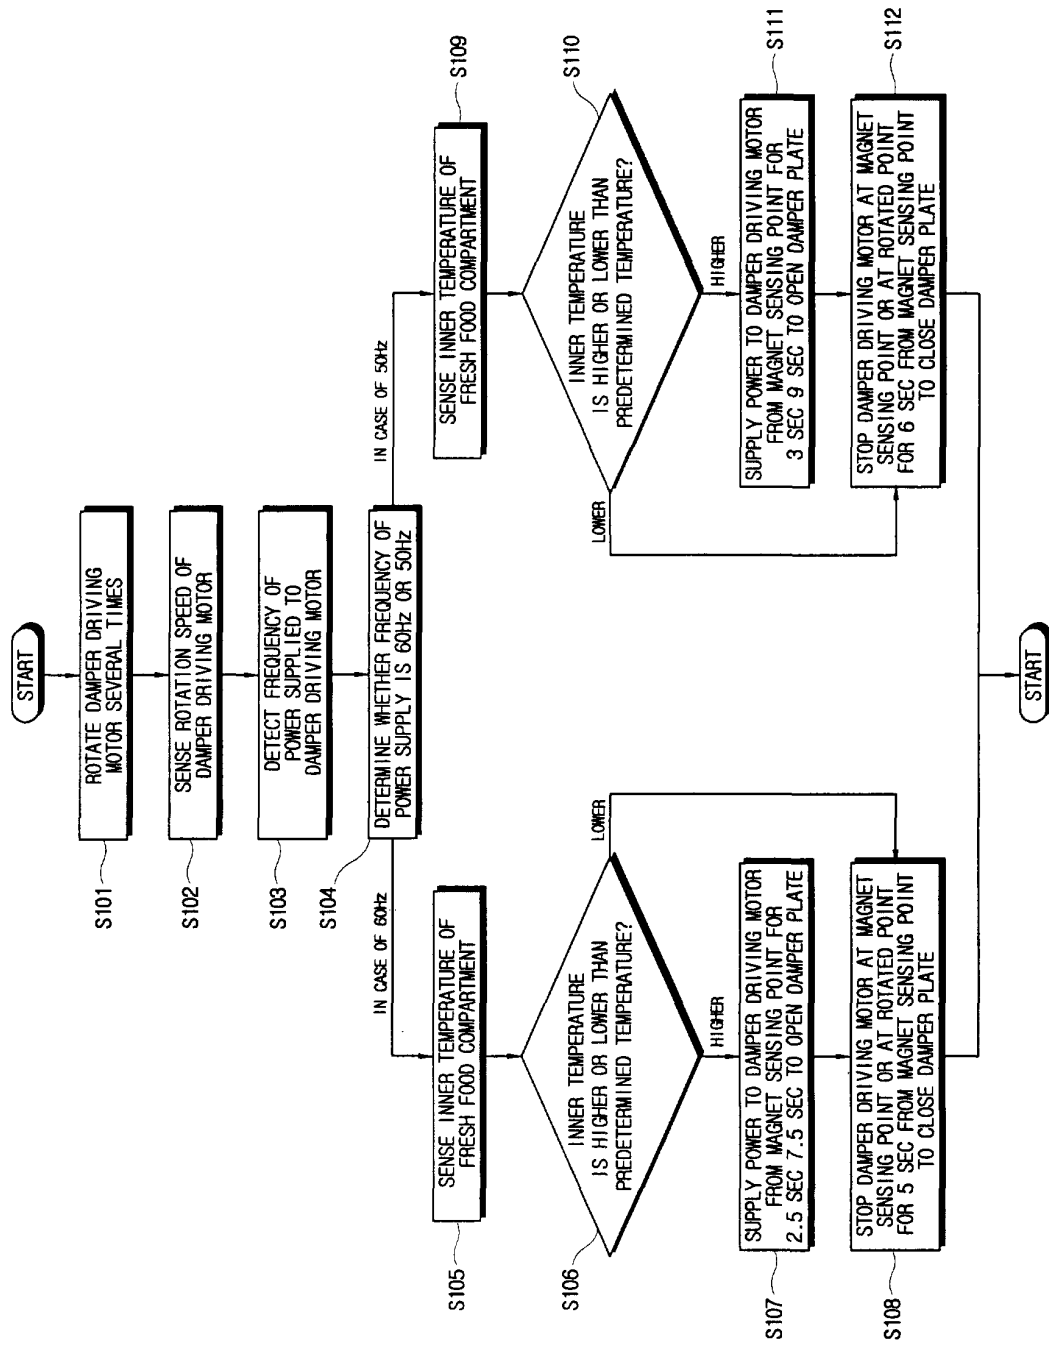 START
ROTATE DAMPER DRIVING
MOTOR SEVERAL TIMES
S101
SENSE ROTATION SPEED OF
DAMPER DRIVING MOTOR
S102
DETECT FREQUENCY OF
POWER SUPPLIED TO
DAMPER DRIVING MOTOR
S103
DETERMINE WHETHER FREQUENCY OF
POWER SUPPLY IS 60Hz OR 50Hz
S104
IN CASE OF 60Hz
SENSE INNER TEMPERATURE OF
FRESH FOOD COMPARTMENT
S105
INNER TEMPERATURE
IS HIGHER OR LOWER THAN
PREDETERMINED TEMPERATURE?
S106
LOWER
HIGHER
SUPPLY POWER TO DAMPER DRIVING MOTOR
FROM MAGNET SENSING POINT FOR
2.5 SEC 7.5 SEC TO OPEN DAMPER PLATE
S107
STOP DAMPER DRIVING MOTOR AT MAGNET
SENSING POINT OR AT ROTATED POINT
FOR 5 SEC FROM MAGNET SENSING POINT
TO CLOSE DAMPER PLATE
S108
IN CASE OF 50Hz
SENSE INNER TEMPERATURE OF
FRESH FOOD COMPARTMENT
S109
INNER TEMPERATURE
IS HIGHER OR LOWER THAN
PREDETERMINED TEMPERATURE?
S110
LOWER
HIGHER
SUPPLY POWER TO DAMPER DRIVING MOTOR
FROM MAGNET SENSING POINT FOR
3 SEC 9 SEC TO OPEN DAMPER PLATE
S111
STOP DAMPER DRIVING MOTOR AT MAGNET
SENSING POINT OR AT ROTATED POINT
FOR 6 SEC FROM MAGNET SENSING POINT
TO CLOSE DAMPER PLATE
S112
START